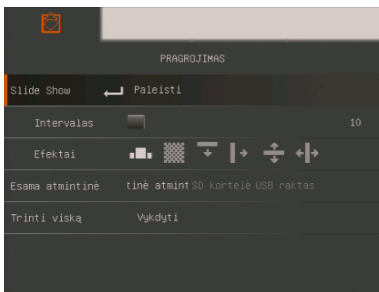 PRAGROJIMAS
Slide Show Paleisti
Intervalas 10
Efektai
Esama atmintinė tinė atmint SD kortelė USB raktas
Trinti viską Vykdyti